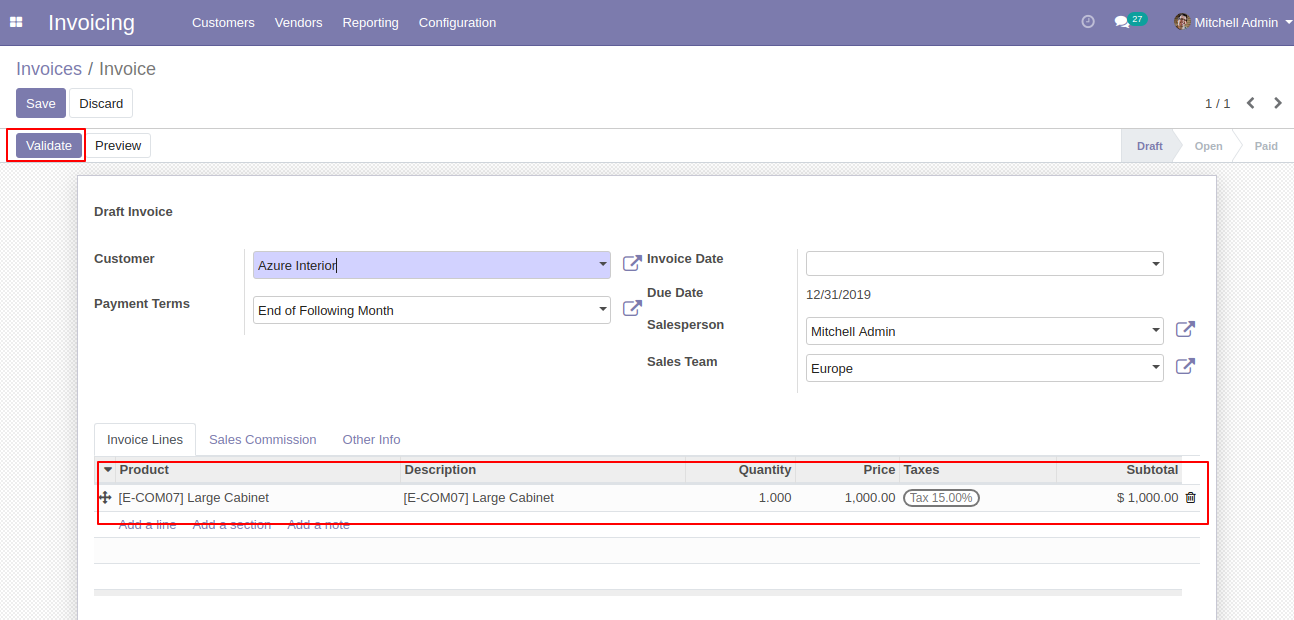 Invoicing Customers Vendors Reporting Configuration 27 Mitchell Admin
Invoices / Invoice
Save Discard 1 / 1
Validate Preview Draft Open Paid
Draft Invoice
Customer Azure Interior Invoice Date
Due Date 12/31/2019
Payment Terms End of Following Month
Salesperson Mitchell Admin
Sales Team Europe
Invoice Lines Sales Commission Other Info
Product Description Quantity Price Taxes Subtotal
[E-COM07] Large Cabinet [E-COM07] Large Cabinet 1.000 1,000.00 Tax 15.00% $ 1,000.00
Add a line Add a section Add a note